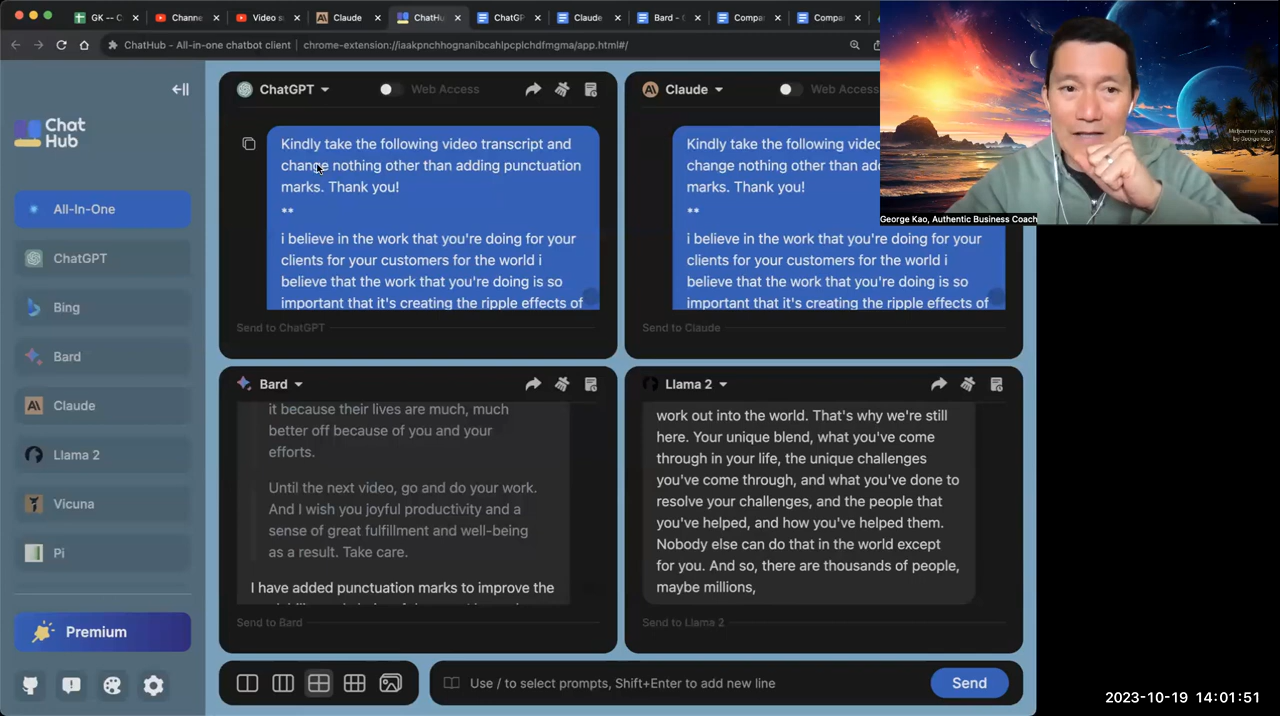 GK -- C
Channe
Video s
Claude
ChatHu
ChatGP
Claude
Bard - G
Compa
Compar
ChatHub - All-in-one chatbot client
chrome-extension://iaakpnchhognanibcahlpcplchdfmgma/app.html#/
Midjourney image
by George Kao
George Kao, Authentic Business Coach
Chat
Hub
All-In-One
ChatGPT
Bing
Bard
Claude
Llama 2
Vicuna
Pi
Premium
ChatGPT
Web Access
Kindly take the following video transcript and
change nothing other than adding punctuation
marks. Thank you!
**
i believe in the work that you're doing for your
clients for your customers for the world i
believe that the work that you're doing is so
important that it's creating the ripple effects of
Send to ChatGPT
Claude
Web Access
Kindly take the following video
change nothing other than ad
marks. Thank you!
**
i believe in the work that you're doing for your
clients for your customers for the world i
believe that the work that you're doing is so
important that it's creating the ripple effects of
Send to Claude
Bard
it because their lives are much, much
better off because of you and your
efforts.
Until the next video, go and do your work.
And I wish you joyful productivity and a
sense of great fulfillment and well-being
as a result. Take care.
I have added punctuation marks to improve the
Send to Bard
Llama 2
work out into the world. That's why we're still
here. Your unique blend, what you've come
through in your life, the unique challenges
you've come through, and what you've done to
resolve your challenges, and the people that
you've helped, and how you've helped them.
Nobody else can do that in the world except
for you. And so, there are thousands of people,
maybe millions,
Send to Llama 2
Use / to select prompts, Shift+Enter to add new line
Send
2023-10-19 14:01:51